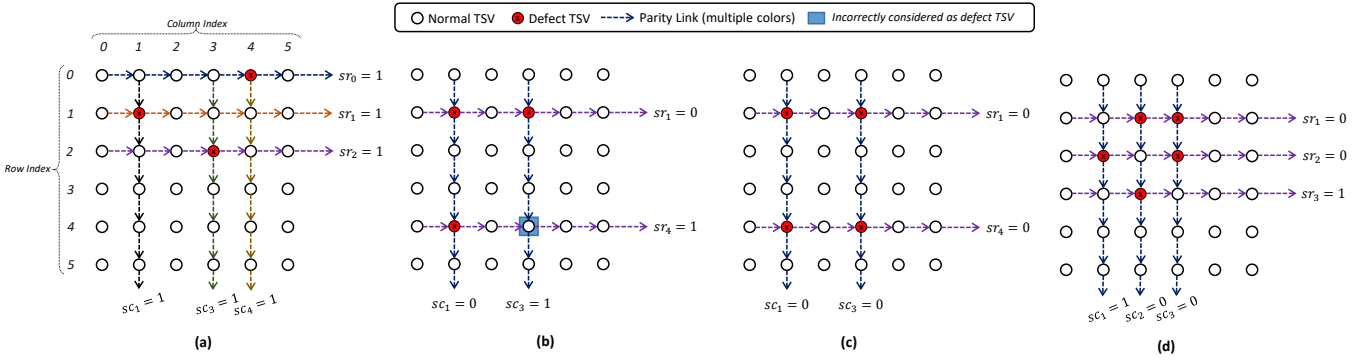 Normal TSV
Defect TSV
Parity Link (multiple colors)
Incorrectly considered as defect TSV
Column Index
0 1 2 3 4 5
Row Index
0
1
2
3
4
5
x
x
x
sr₀ = 1
sr₁ = 1
sr₂ = 1
sc₁ = 1
sc₃ = 1
sc₄ = 1
(a)
x
x
x
sr₁ = 0
sr₄ = 1
sc₁ = 0
sc₃ = 1
(b)
x
x
x
x
sr₁ = 0
sr₄ = 0
sc₁ = 0
sc₃ = 0
(c)
x
x
x
x
x
sr₁ = 0
sr₂ = 0
sr₃ = 1
sc₁ = 1
sc₂ = 0
sc₃ = 0
(d)